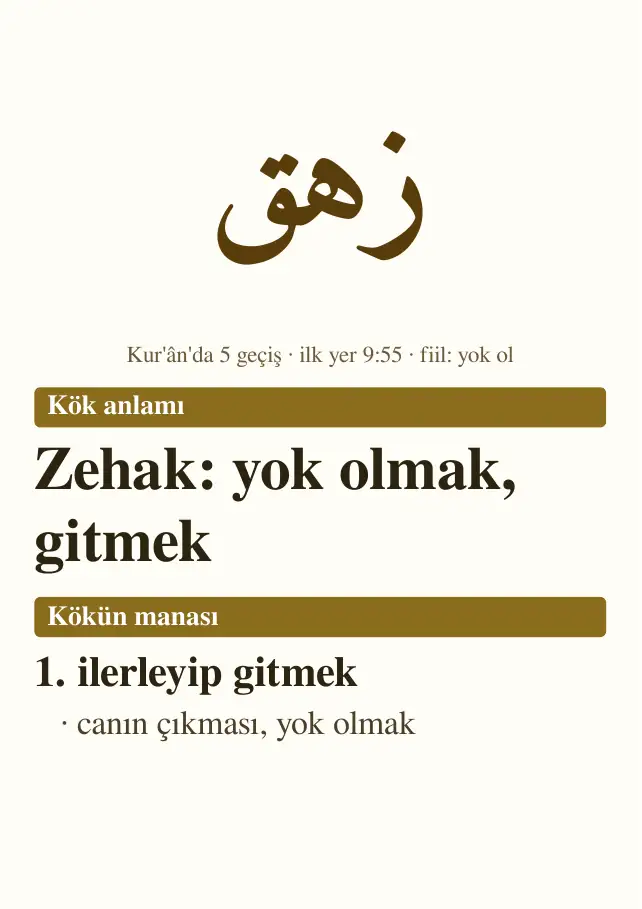 زهق
Kur'ân'da 5 geçiş · ilk yer 9:55 · fiil: yok ol
Kök anlamı
Zehak: yok olmak,
gitmek
Kökün manası
1. ilerleyip gitmek
· canın çıkması, yok olmak